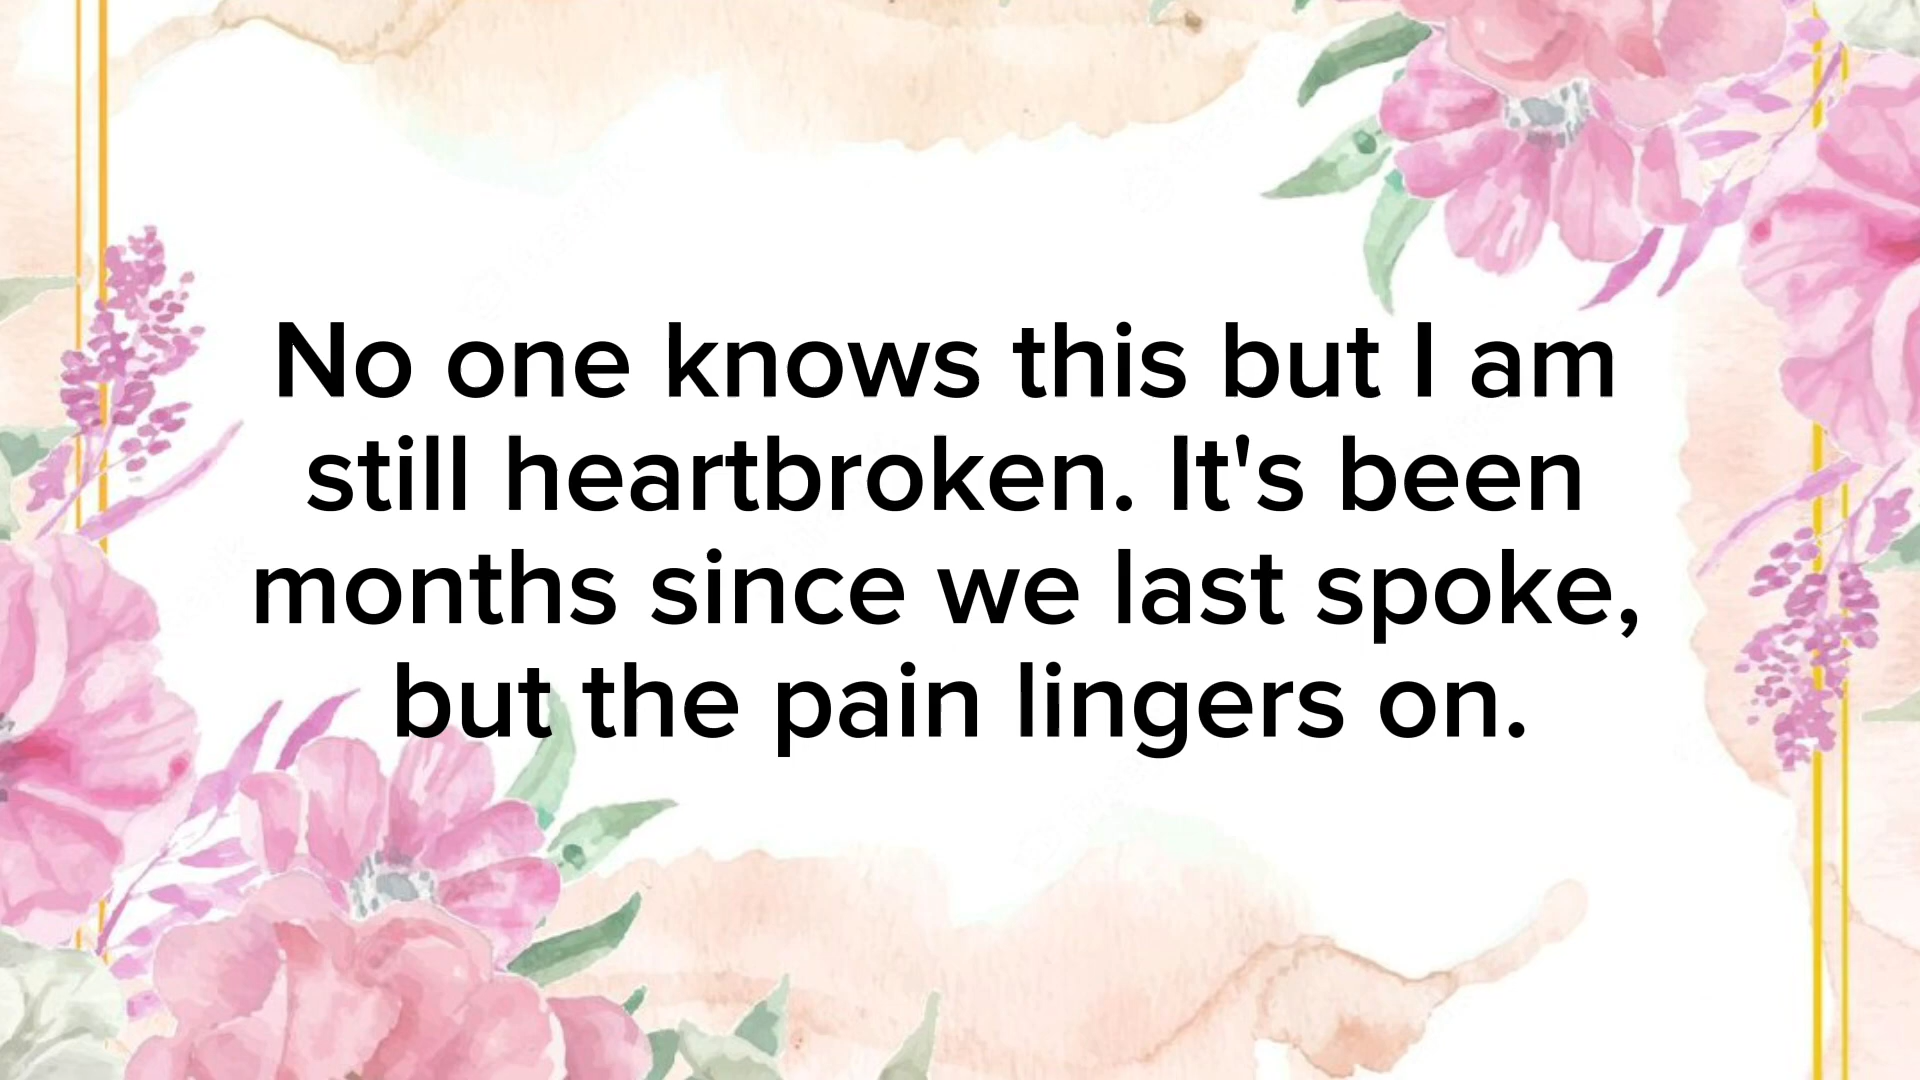 No one knows this but I am
still heartbroken. It's been
months since we last spoke,
but the pain lingers on.